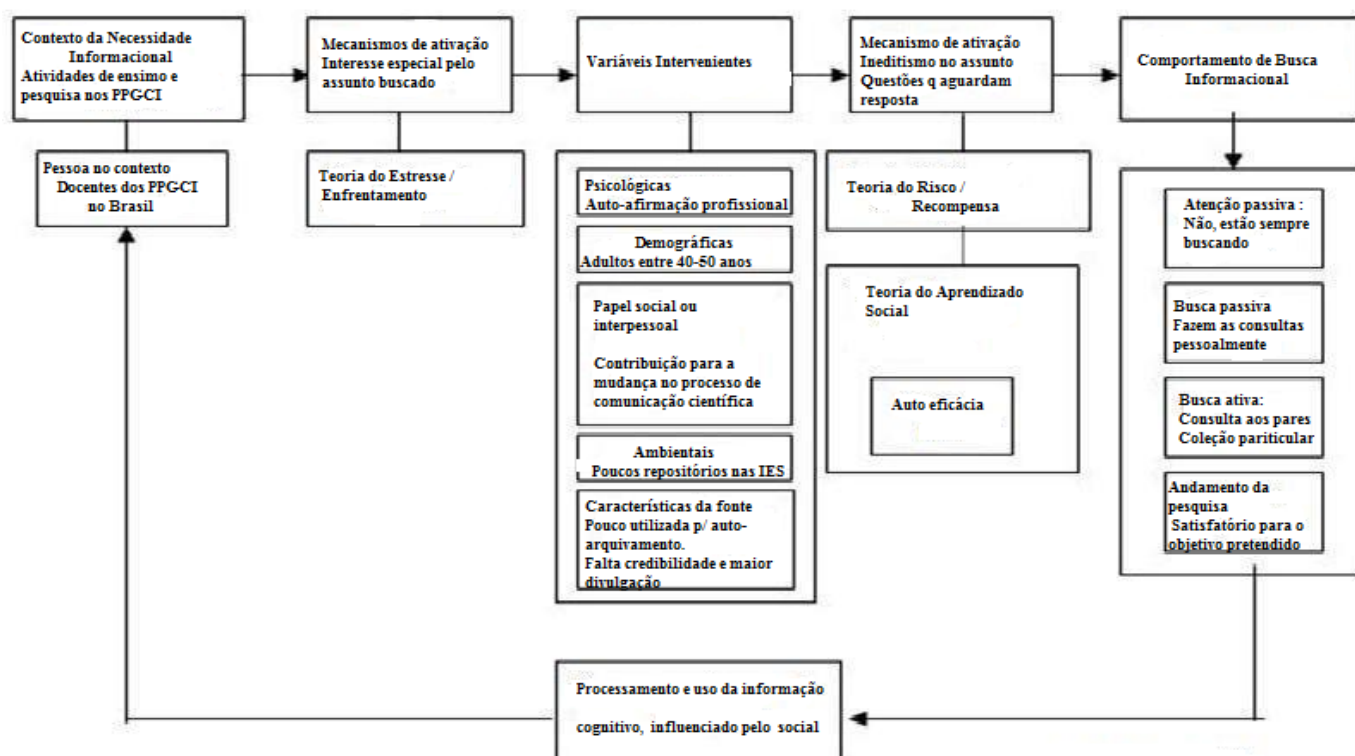 Contexto da Necessidade
Informacional
Atividades de ensimo e
pesquisa nos PPGCI
Mecanismos de ativação
Interesse especial pelo
assunto buscado
Variáveis Intervenientes
Mecanismo de ativação
Ineditismo no assunto
Questões q aguardam
resposta
Comportamento de Busca
Informacional
Pessoa no contexto
Docentes dos PPGCI
no Brasil
Teoria do Estresse /
Enfrentamento
Psicológicas
Auto-afirmação profissional
Demográficas
Adultos entre 40-50 anos
Papel social ou
interpessoal
Contribuição para a
mudança no processo de
comunicação científica
Ambientais
Poucos repositórios nas IES
Características da fonte
Pouco utilizada p/ auto-
arquivamento.
Falta credibilidade e maior
divulgação
Teoria do Risco /
Recompensa
Teoria do Aprendizado
Social
Auto eficácia
Atenção passiva :
Não, estão sempre
buscando
Busca passiva
Fazem as consultas
pessoalmente
Busca ativa:
Consulta aos pares
Coleção pariticular
Andamento da
pesquisa
Satisfatório para o
objetivo pretendido
Processamento e uso da informação
cognitivo, influenciado pelo social